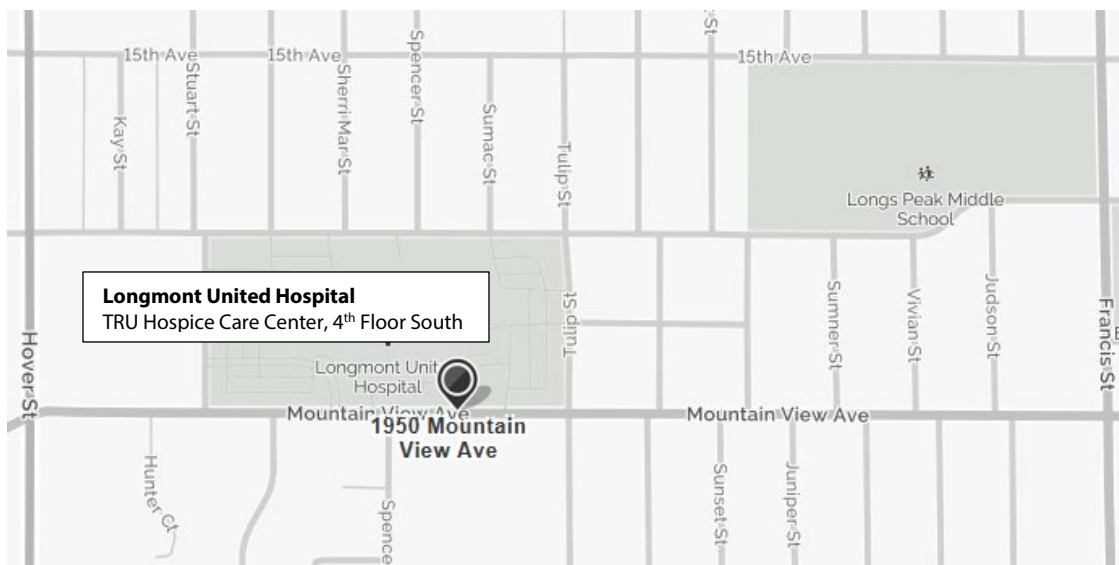 St
15th Ave
15th Ave
15th Ave
Kay St
Stuart St
Sherri Mar St
Spencer St
Sumac St
Tulip St
Longs Peak Middle
School
Longmont United Hospital
TRU Hospice Care Center, 4th Floor South
Hover St
Tulip St
Sumner St
Vivian St
Judson St
Francis St
Longmont Unit
Hospital
Mountain View Ave
Mountain View Ave
1950 Mountain
View Ave
Hunter Ct
Spence
Sunset St
Juniper St